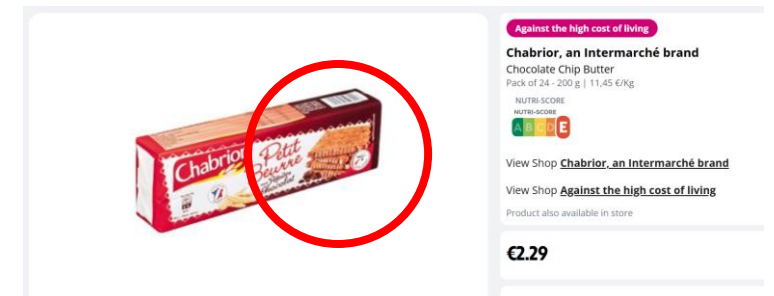 Chabrior
Petit
Beurre
Pépites
Chocolat
Against the high cost of living
Chabrior, an Intermarché brand
Chocolate Chip Butter
Pack of 24 - 200 g | 11,45 €/Kg
NUTRI-SCORE
NUTRI-SCORE
A B C D E
View Shop Chabrior, an Intermarché brand
View Shop Against the high cost of living
Product also available in store
€2.29